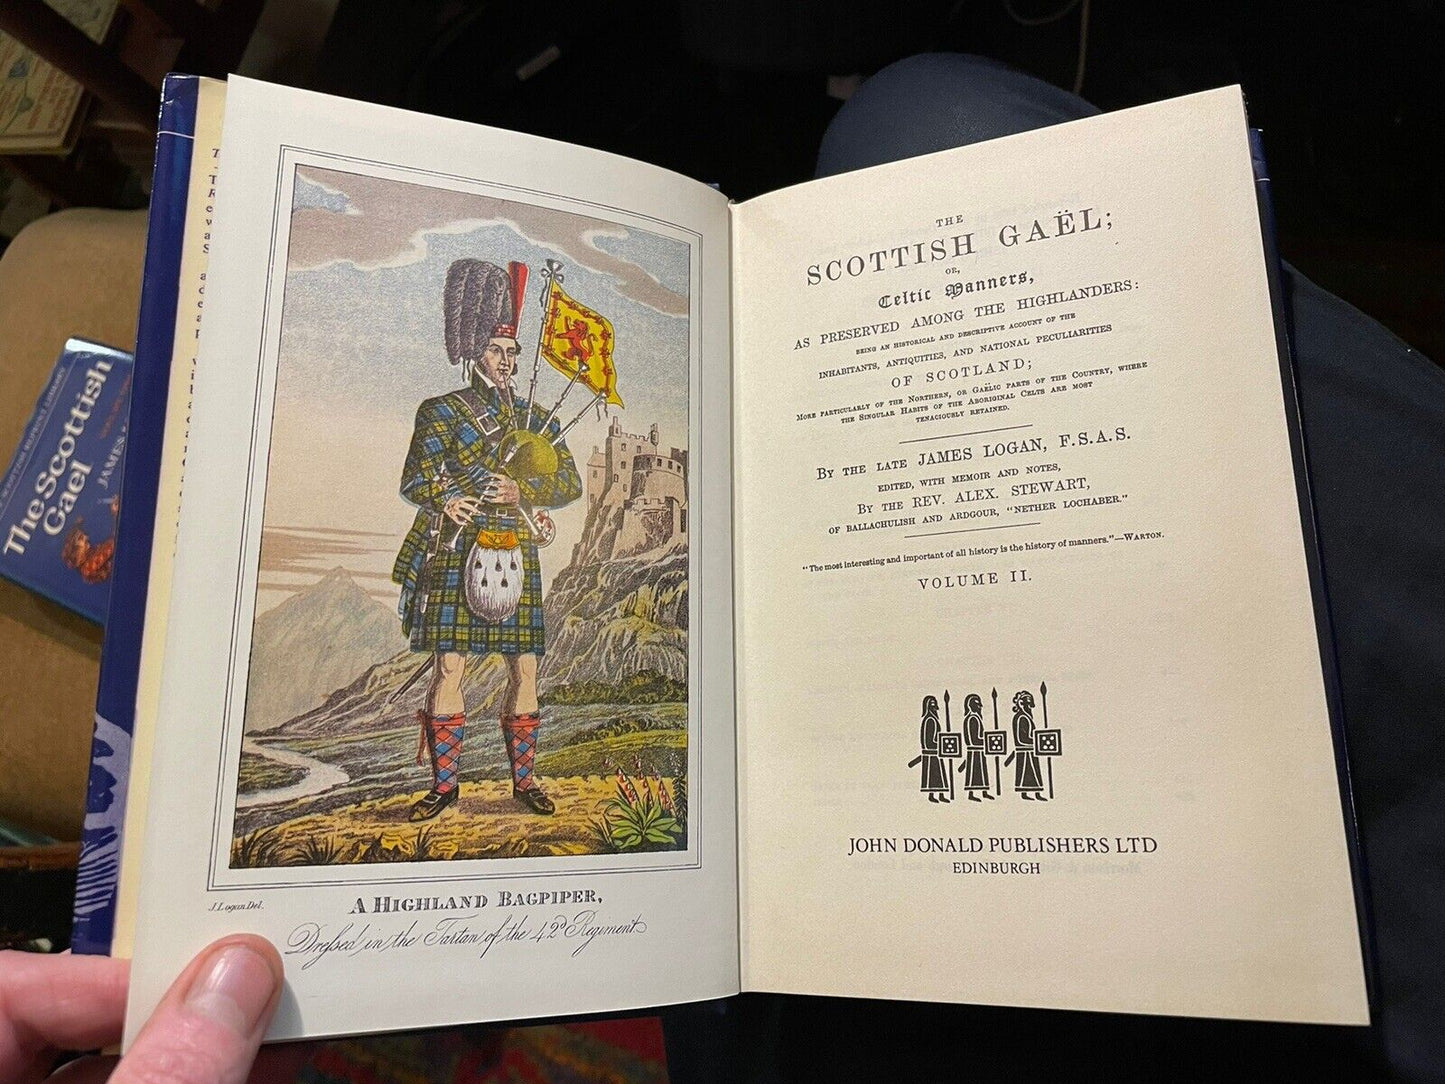 J. Logan Del.
A HIGHLAND BAGPIPER,
Dreſsed in the Tartan of the 42ᴰ Regiment.
THE
SCOTTISH GAËL;
OR,
Celtic Manners,
AS PRESERVED AMONG THE HIGHLANDERS:
BEING AN HISTORICAL AND DESCRIPTIVE ACCOUNT OF THE
INHABITANTS, ANTIQUITIES, AND NATIONAL PECULIARITIES
OF SCOTLAND;
MORE PARTICULARLY OF THE NORTHERN, OR GAËLIC PARTS OF THE COUNTRY, WHERE
THE SINGULAR HABITS OF THE ABORIGINAL CELTS ARE MOST
TENACIOUSLY RETAINED.
BY THE LATE JAMES LOGAN, F.S.A.S.
EDITED, WITH MEMOIR AND NOTES,
BY THE REV. ALEX. STEWART,
OF BALLACHULISH AND ARDGOUR, "NETHER LOCHABER."
"The most interesting and important of all history is the history of manners."—WARTON.
VOLUME II.
JOHN DONALD PUBLISHERS LTD
EDINBURGH
The Scottish
Gael
JAMES